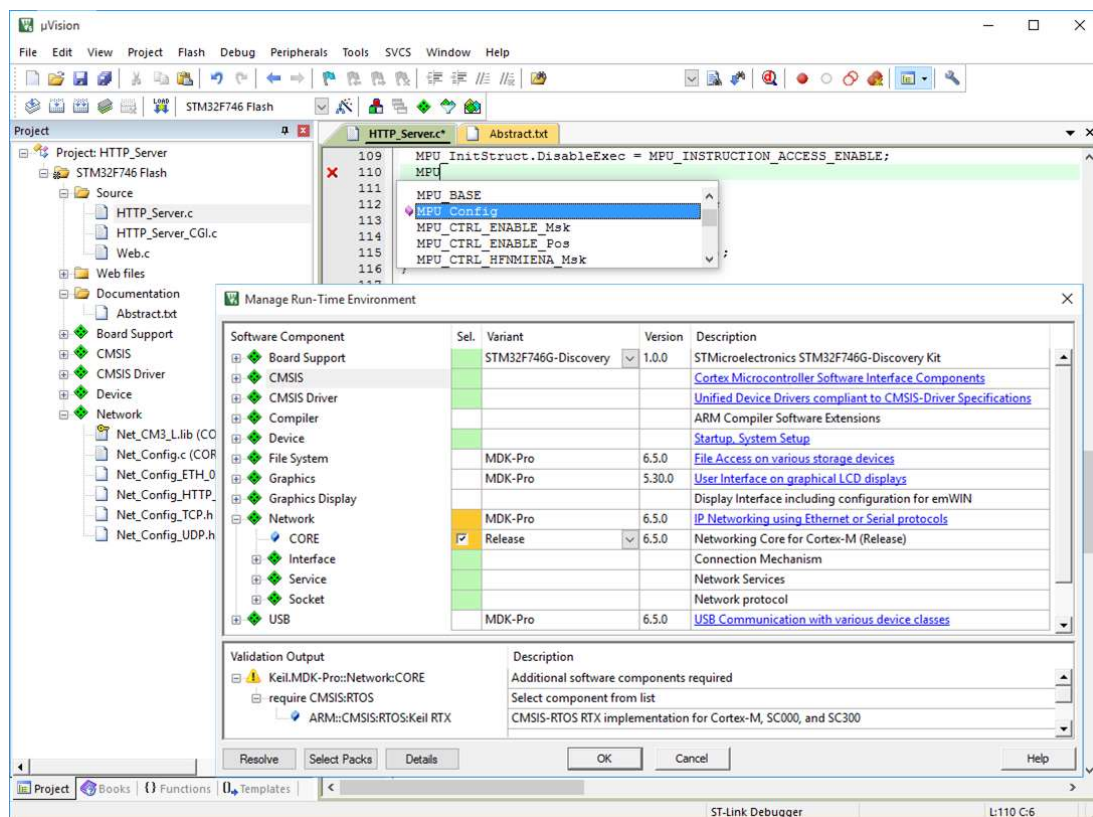 µVision
File Edit View Project Flash Debug Peripherals Tools SVCS Window Help
LOAD STM32F746 Flash
Project
Project: HTTP_Server
STM32F746 Flash
Source
HTTP_Server.c
HTTP_Server_CGI.c
Web.c
Web files
Documentation
Abstract.txt
Board Support
CMSIS
CMSIS Driver
Device
Network
Net_CM3_L.lib (CO
Net_Config.c (COR
Net_Config_ETH_0
Net_Config_HTTP_
Net_Config_TCP.h
Net_Config_UDP.h
HTTP_Server.c* Abstract.txt
109 MPU_InitStruct.DisableExec = MPU_INSTRUCTION_ACCESS_ENABLE;
110 MPU
111
112
113
114
115 ;
116
MPU_BASE
MPU_Config
MPU_CTRL_ENABLE_Msk
MPU_CTRL_ENABLE_Pos
MPU_CTRL_HFNMIENA_Msk
Manage Run-Time Environment
Software Component Sel. Variant Version Description
Board Support STM32F746G-Discovery 1.0.0 STMicroelectronics STM32F746G-Discovery Kit
CMSIS Cortex Microcontroller Software Interface Components
CMSIS Driver Unified Device Drivers compliant to CMSIS-Driver Specifications
Compiler ARM Compiler Software Extensions
Device Startup, System Setup
File System MDK-Pro 6.5.0 File Access on various storage devices
Graphics MDK-Pro 5.30.0 User Interface on graphical LCD displays
Graphics Display Display Interface including configuration for emWIN
Network MDK-Pro 6.5.0 IP Networking using Ethernet or Serial protocols
CORE Release 6.5.0 Networking Core for Cortex-M (Release)
Interface Connection Mechanism
Service Network Services
Socket Network protocol
USB MDK-Pro 6.5.0 USB Communication with various device classes
Validation Output Description
Keil.MDK-Pro::Network:CORE Additional software components required
require CMSIS:RTOS Select component from list
ARM::CMSIS:RTOS:Keil RTX CMSIS-RTOS RTX implementation for Cortex-M, SC000, and SC300
Resolve Select Packs Details OK Cancel Help
Project Books {} Functions 0 Templates
ST-Link Debugger L:110 C:6